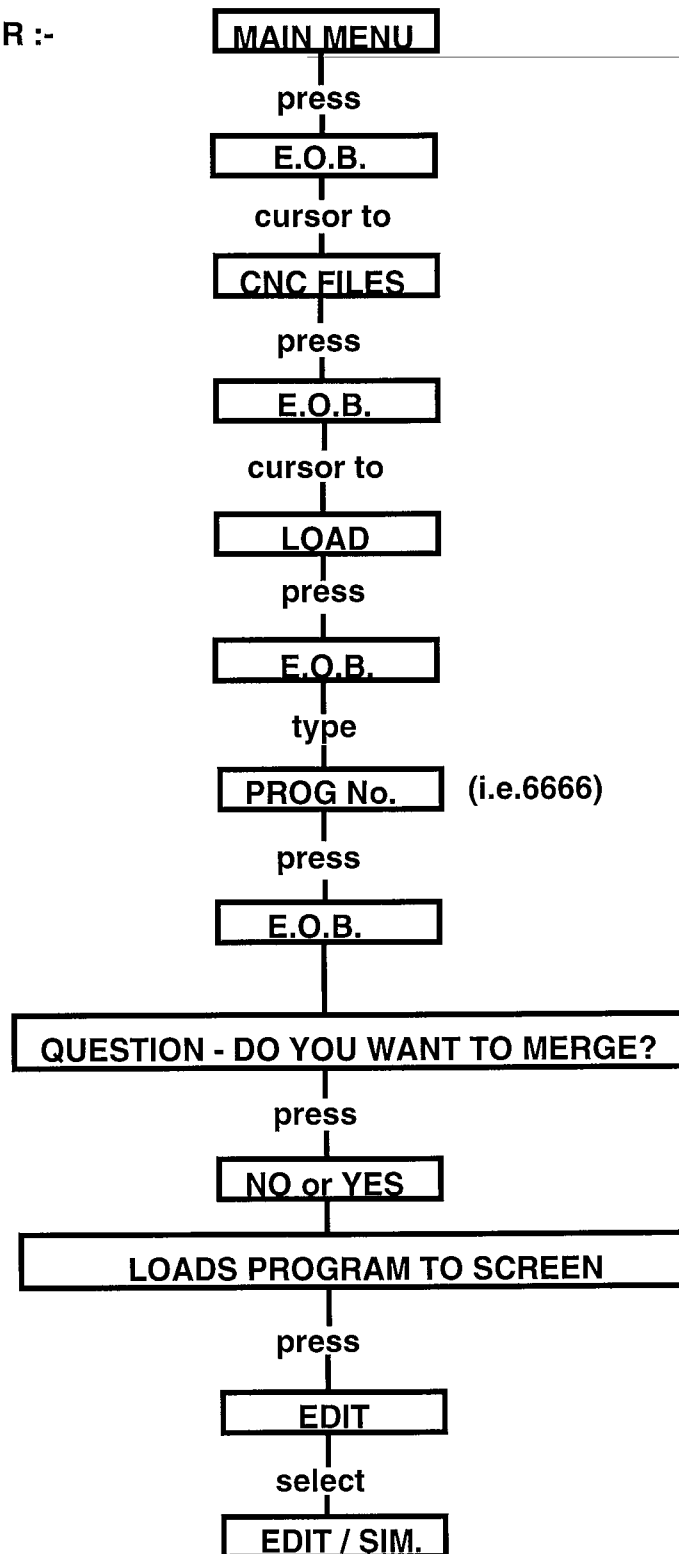 R :-
MAIN MENU
press
E.O.B.
cursor to
CNC FILES
press
E.O.B.
cursor to
LOAD
press
E.O.B.
type
PROG No. (i.e.6666)
press
E.O.B.
QUESTION - DO YOU WANT TO MERGE?
press
NO or YES
LOADS PROGRAM TO SCREEN
press
EDIT
select
EDIT / SIM.